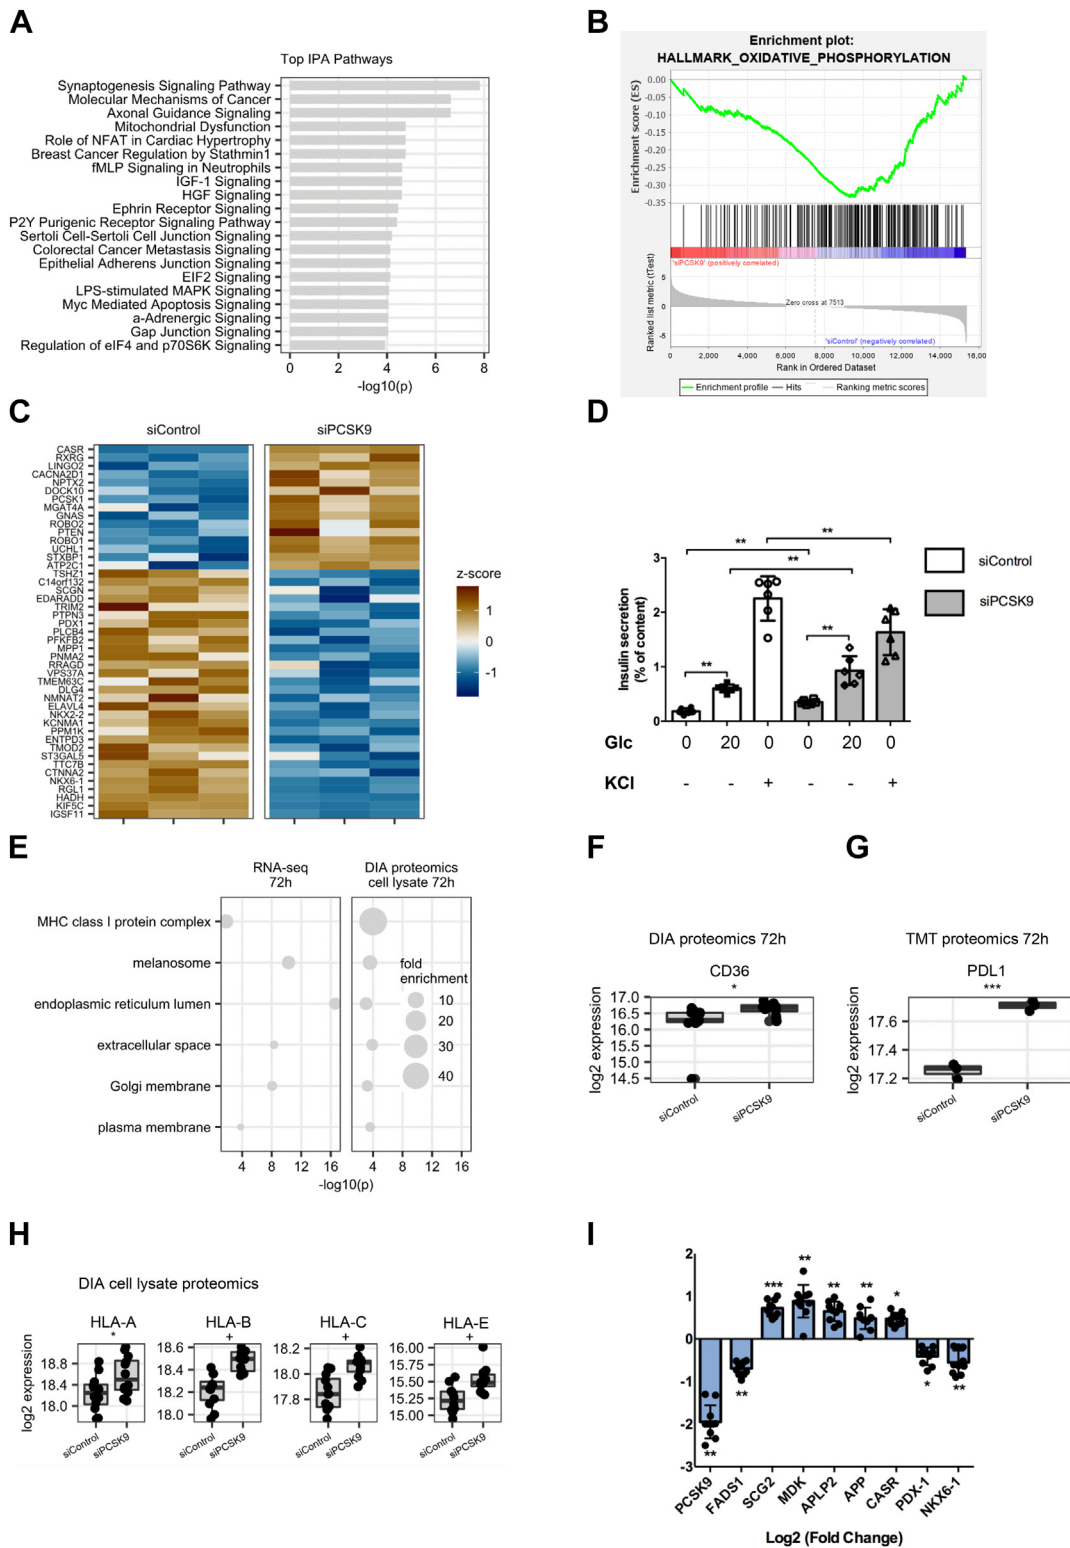 A
Top IPA Pathways
Synaptogenesis Signaling Pathway
Molecular Mechanisms of Cancer
Axonal Guidance Signaling
Mitochondrial Dysfunction
Role of NFAT in Cardiac Hypertrophy
Breast Cancer Regulation by Stathmin1
fMLP Signaling in Neutrophils
IGF-1 Signaling
HGF Signaling
Ephrin Receptor Signaling
P2Y Purigenic Receptor Signaling Pathway
Sertoli Cell-Sertoli Cell Junction Signaling
Colorectal Cancer Metastasis Signaling
Epithelial Adherens Junction Signaling
EIF2 Signaling
LPS-stimulated MAPK Signaling
Myc Mediated Apoptosis Signaling
a-Adrenergic Signaling
Gap Junction Signaling
Regulation of eIF4 and p70S6K Signaling
0 2 4 6 8
-log10(p)
B
Enrichment plot:
HALLMARK_OXIDATIVE_PHOSPHORYLATION
Enrichment score (ES)
0.00
-0.05
-0.10
-0.15
-0.20
-0.25
-0.30
-0.35
'siPCSK9' (positively correlated)
Ranked list metric (tTest)
5
0
-5
Zero cross at 7513
'siControl' (negatively correlated)
0 2,000 4,000 6,000 8,000 10,000 12,000 14,000 16,00
Rank in Ordered Dataset
Enrichment profile Hits Ranking metric scores
C
siControl siPCSK9
CASR
RXRG
LINGO2
CACNA2D1
NPTX2
DOCK10
PCSK1
MGAT4A
GNAS
ROBO2
PTEN
ROBO1
UCHL1
STXBP1
ATP2C1
TSHZ1
C14orf132
SCGN
EDARADD
TRIM2
PTPN3
PDX1
PLCB4
PFKFB2
MPP1
PNMA2
RRAGD
VPS37A
TMEM63C
DLG4
NMNAT2
ELAVL4
NKX2-2
KCNMA1
PPM1K
ENTPD3
TMOD2
ST3GAL5
TTC7B
CTNNA2
NKX6-1
RGL1
HADH
KIF5C
IGSF11
z-score
1
0
-1
D
Insulin secretion
(% of content)
3
2
1
0
** ** ** ** **
siControl
siPCSK9
Glc 0 20 0 0 20 0
KCl - - + - - +
E
RNA-seq
72h
DIA proteomics
cell lysate 72h
MHC class I protein complex
melanosome
endoplasmic reticulum lumen
extracellular space
Golgi membrane
plasma membrane
fold
enrichment
10
20
30
40
4 8 12 16 4 8 12 16
-log10(p)
F
DIA proteomics 72h
CD36
*
log2 expression
17.0
16.5
16.0
15.5
15.0
14.5
siControl siPCSK9
G
TMT proteomics 72h
PDL1
***
log2 expression
17.6
17.4
17.2
siControl siPCSK9
H
DIA cell lysate proteomics
HLA-A HLA-B HLA-C HLA-E
* + + +
log2 expression
18.8
18.4
18.0
18.6
18.4
18.2
18.0
18.2
18.0
17.8
16.00
15.75
15.50
15.25
15.00
siControl siPCSK9 siControl siPCSK9 siControl siPCSK9 siControl siPCSK9
I
2
1
0
-1
-2
-3
** ** *** ** ** ** * * **
PCSK9 FADS1 SCG2 MDK APLP2 APP CASR PDX-1 NKX6-1
Log2 (Fold Change)